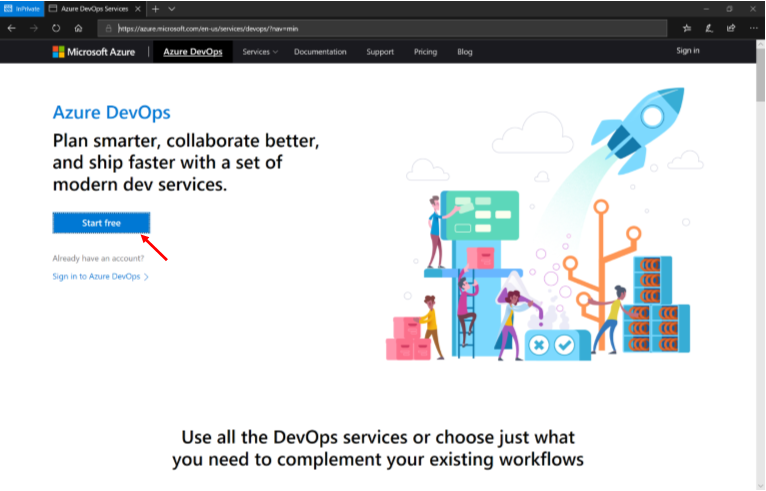 InPrivate
Azure DevOps Services
https://azure.microsoft.com/en-us/services/devops/?nav=min
Microsoft Azure
Azure DevOps
Services
Documentation
Support
Pricing
Blog
Sign in
Azure DevOps
Plan smarter, collaborate better,
and ship faster with a set of
modern dev services.
Start free
Already have an account?
Sign in to Azure DevOps
Use all the DevOps services or choose just what
you need to complement your existing workflows